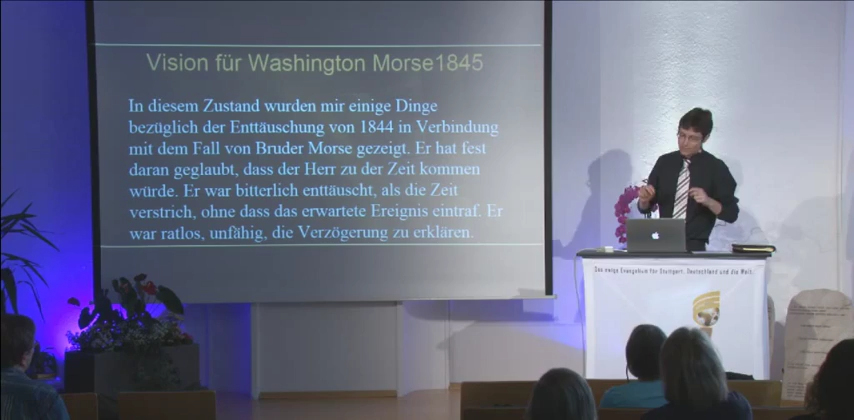 Vision für Washington Morse1845
In diesem Zustand wurden mir einige Dinge
bezüglich der Enttäuschung von 1844 in Verbindung
mit dem Fall von Bruder Morse gezeigt. Er hat fest
daran geglaubt, dass der Herr zu der Zeit kommen
würde. Er war bitterlich enttäuscht, als die Zeit
verstrich, ohne dass das erwartete Ereignis eintraf. Er
war ratlos, unfähig, die Verzögerung zu erklären.
Das ewige Evangelium für Stuttgart, Deutschland und die Welt